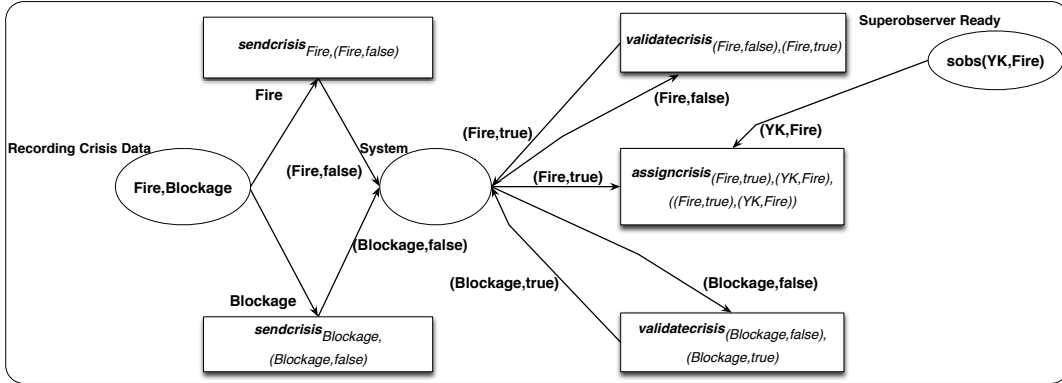 Superobserver Ready
sendcrisis Fire,(Fire,false)
validatecrisis (Fire,false),(Fire,true)
sobs(YK,Fire)
Fire
(Fire,false)
(Fire,true)
(YK,Fire)
Recording Crisis Data
System
(Fire,false)
(Fire,true)
Fire,Blockage
assigncrisis (Fire,true),(YK,Fire),
((Fire,true),(YK,Fire))
(Blockage,false)
(Blockage,true)
(Blockage,false)
Blockage
sendcrisis Blockage,
(Blockage,false)
validatecrisis (Blockage,false),
(Blockage,true)